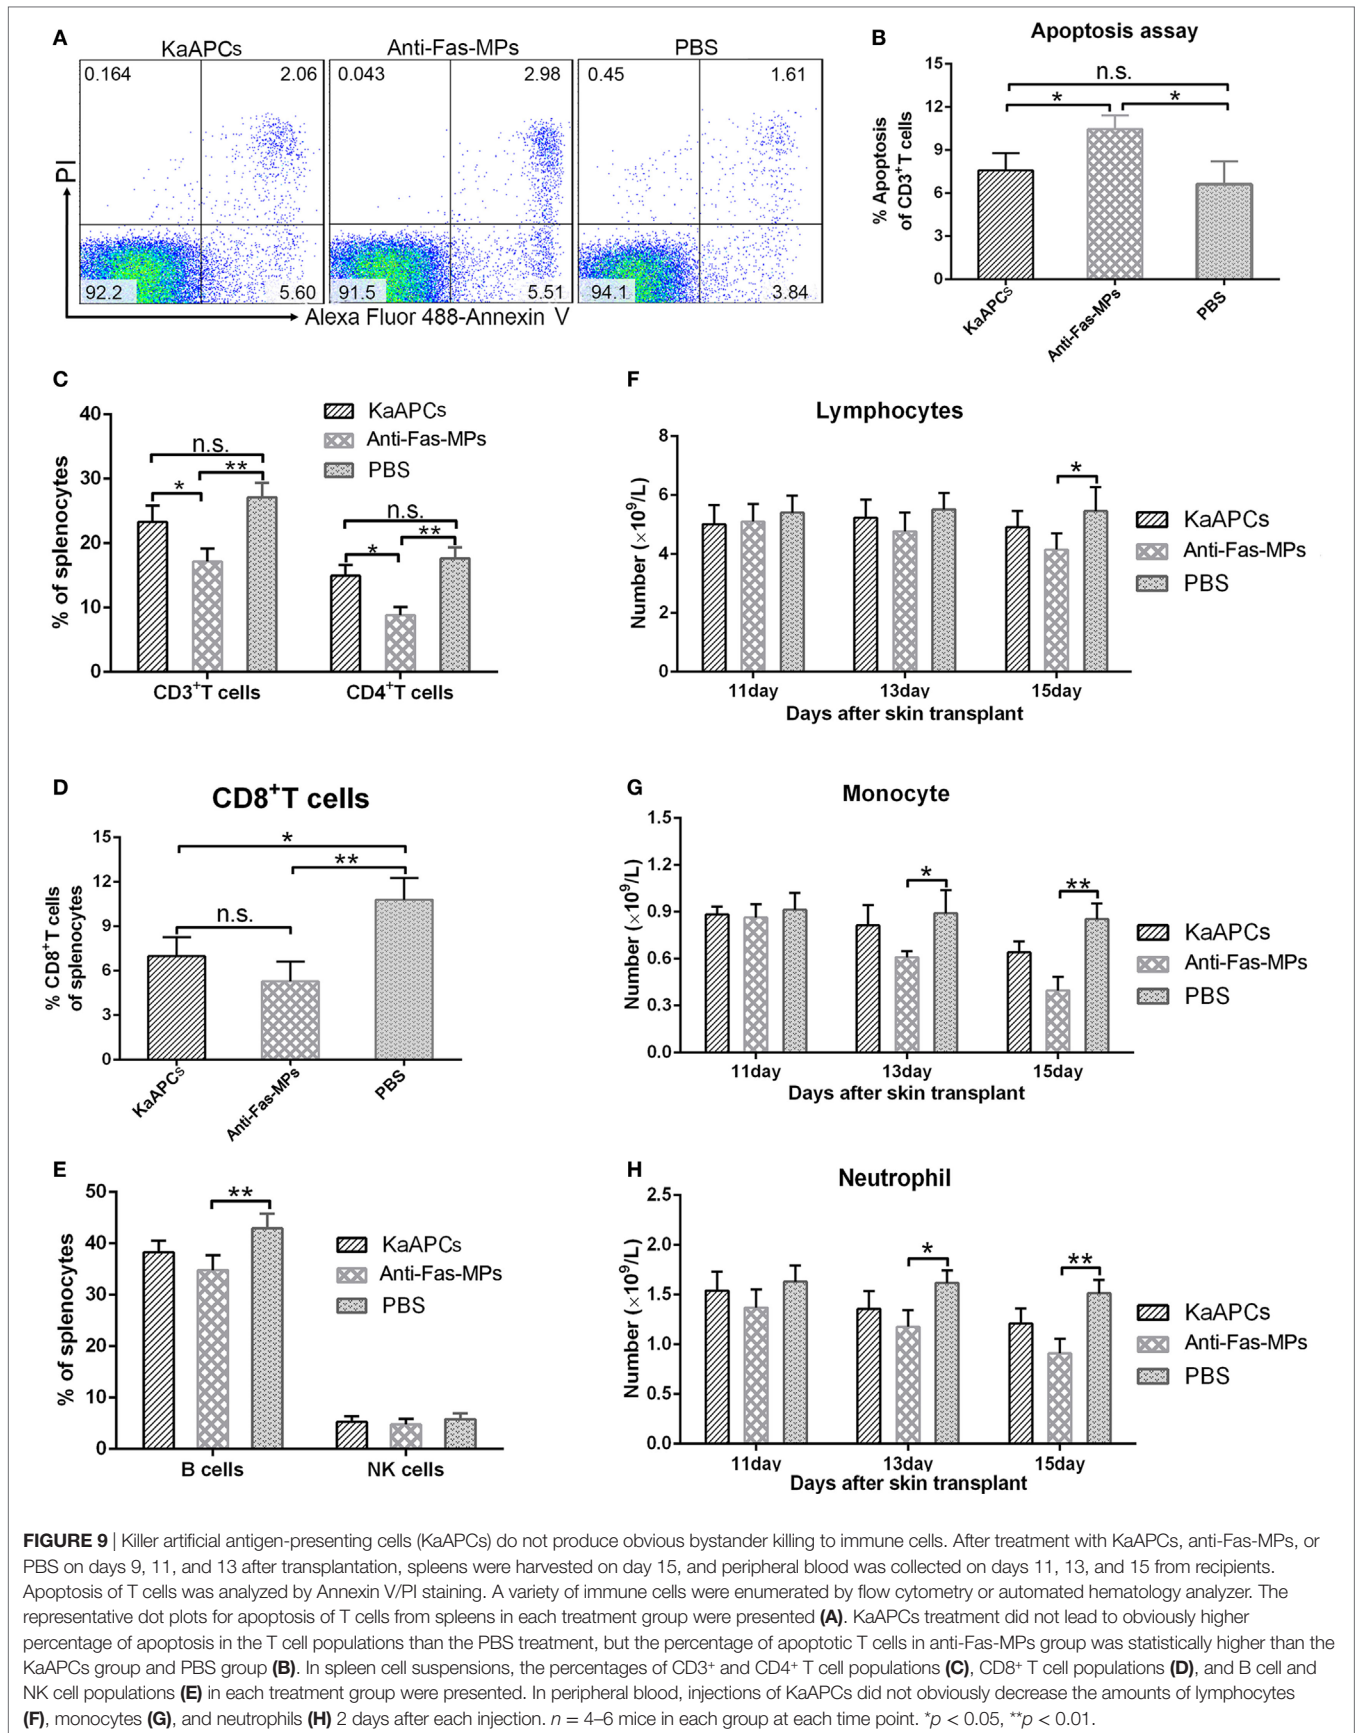 A
KaAPCs
Anti-Fas-MPs
PBS
0.164
2.06
0.043
2.98
0.45
1.61
PI
92.2
5.60
91.5
5.51
94.1
3.84
Alexa Fluor 488-Annexin V
B
Apoptosis assay
% Apoptosis
of CD3⁺T cells
15
12
9
6
3
0
n.s.
*
*
KaAPCs
Anti-Fas-MPs
PBS
C
% of splenocytes
40
30
20
10
0
n.s.
**
*
n.s.
**
*
KaAPCs
Anti-Fas-MPs
PBS
CD3⁺T cells
CD4⁺T cells
F
Lymphocytes
Number (×10⁹/L)
8
6
4
2
0
*
KaAPCs
Anti-Fas-MPs
PBS
11day
13day
15day
Days after skin transplant
D
CD8⁺T cells
% CD8⁺T cells
of splenocytes
15
12
9
6
3
0
*
**
n.s.
KaAPCs
Anti-Fas-MPs
PBS
G
Monocyte
Number (×10⁹/L)
1.5
1.2
0.9
0.6
0.3
0.0
*
**
KaAPCs
Anti-Fas-MPs
PBS
11day
13day
15day
Days after skin transplant
E
% of splenocytes
50
40
30
20
10
0
**
KaAPCs
Anti-Fas-MPs
PBS
B cells
NK cells
H
Neutrophil
Number (×10⁹/L)
2.5
2.0
1.5
1.0
0.5
0.0
*
**
KaAPCs
Anti-Fas-MPs
PBS
11day
13day
15day
Days after skin transplant
FIGURE 9 | Killer artificial antigen-presenting cells (KaAPCs) do not produce obvious bystander killing to immune cells. After treatment with KaAPCs, anti-Fas-MPs, or
PBS on days 9, 11, and 13 after transplantation, spleens were harvested on day 15, and peripheral blood was collected on days 11, 13, and 15 from recipients.
Apoptosis of T cells was analyzed by Annexin V/PI staining. A variety of immune cells were enumerated by flow cytometry or automated hematology analyzer. The
representative dot plots for apoptosis of T cells from spleens in each treatment group were presented (A). KaAPCs treatment did not lead to obviously higher
percentage of apoptosis in the T cell populations than the PBS treatment, but the percentage of apoptotic T cells in anti-Fas-MPs group was statistically higher than the
KaAPCs group and PBS group (B). In spleen cell suspensions, the percentages of CD3⁺ and CD4⁺ T cell populations (C), CD8⁺ T cell populations (D), and B cell and
NK cell populations (E) in each treatment group were presented. In peripheral blood, injections of KaAPCs did not obviously decrease the amounts of lymphocytes
(F), monocytes (G), and neutrophils (H) 2 days after each injection. n = 4–6 mice in each group at each time point. *p < 0.05, **p < 0.01.